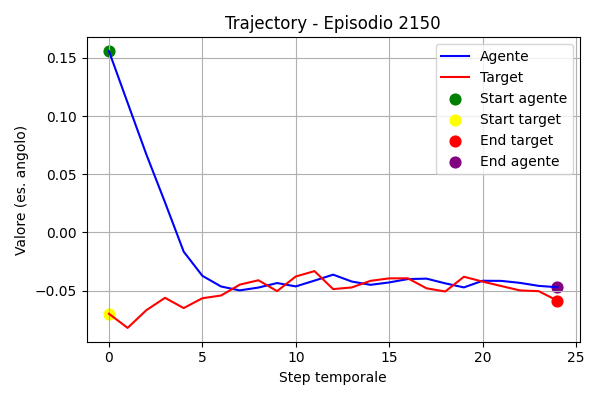 Trajectory - Episodio 2150
Valore (es. angolo)
0.15
0.10
0.05
0.00
−0.05
0
5
10
15
20
25
Step temporale
Agente
Target
Start agente
Start target
End target
End agente